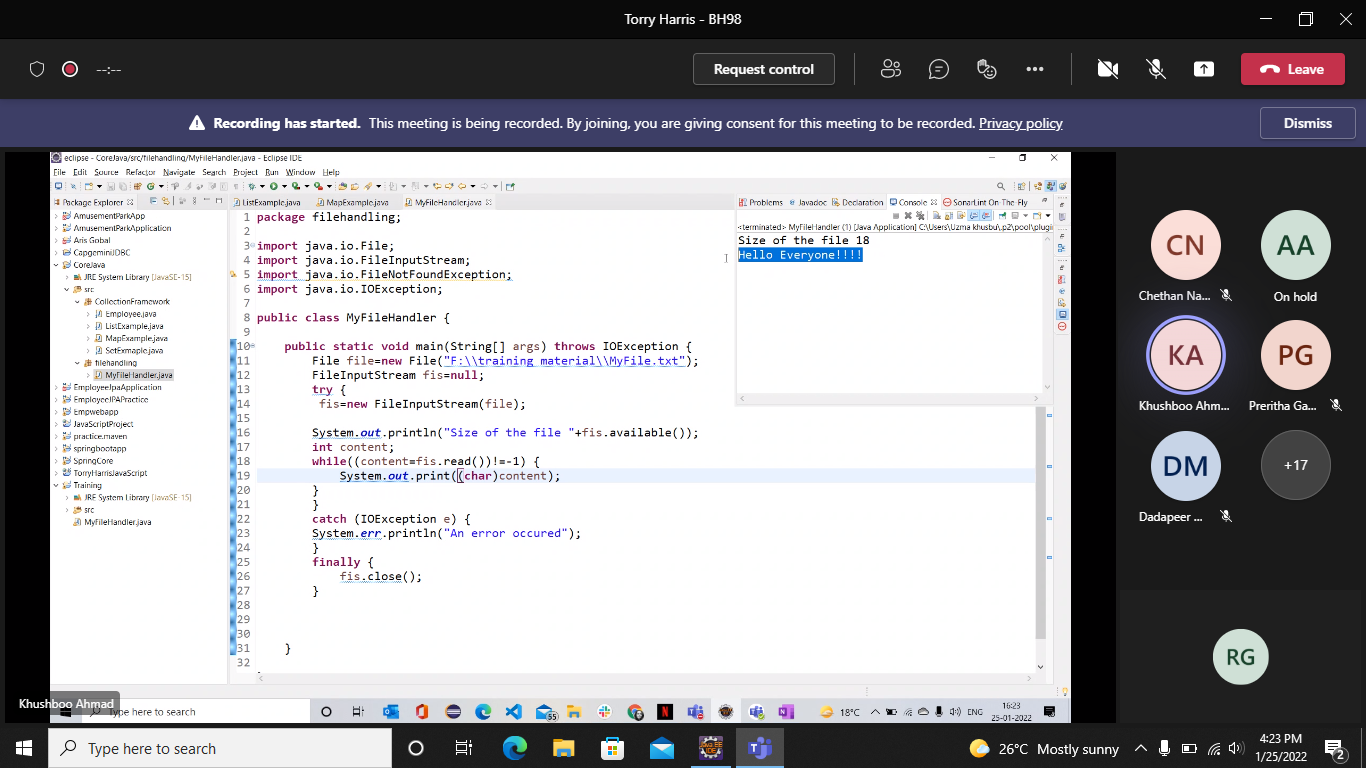 Torry Harris - BH98
--:--
Request control
Leave
Recording has started. This meeting is being recorded. By joining, you are giving consent for this meeting to be recorded. Privacy policy
Dismiss
eclipse - CoreJava/src/filehandling/MyFileHandler.java - Eclipse IDE
File Edit Source Refactor Navigate Search Project Run Window Help
Package Explorer
AmusementParkApp
AmusementParkApplication
Aris Gobal
CapgeminiJDBC
CoreJava
JRE System Library [JavaSE-15]
src
CollectionFramework
Employee.java
ListExample.java
MapExample.java
SetExmaple.java
filehandling
MyFileHandler.java
EmployeeJpaApplication
EmployeeJPAPractice
Empwebapp
JavaScriptProject
practice.maven
springbootapp
SpringCore
TorryHarrisJavaScript
Training
JRE System Library [JavaSE-15]
src
MyFileHandler.java
ListExample.java MapExample.java MyFileHandler.java
1 package filehandling;
2
3 import java.io.File;
4 import java.io.FileInputStream;
5 import java.io.FileNotFoundException;
6 import java.io.IOException;
7
8 public class MyFileHandler {
9
10 public static void main(String[] args) throws IOException {
11 File file=new File("F:\\training material\\MyFile.txt");
12 FileInputStream fis=null;
13 try {
14 fis=new FileInputStream(file);
15
16 System.out.println("Size of the file "+fis.available());
17 int content;
18 while((content=fis.read())!=-1) {
19 System.out.print((char)content);
20 }
21 }
22 catch (IOException e) {
23 System.err.println("An error occured");
24 }
25 finally {
26 fis.close();
27 }
28
29
30
31 }
32
Problems Javadoc Declaration Console SonarLint On-The-Fly
<terminated> MyFileHandler (1) [Java Application] C:\Users\Uzma khusbu\.p2\pool\plugin
Size of the file 18
Hello Everyone!!!!
Khushboo Ahmad
Type here to search
55
18°C
ENG
16:23
25-01-2022
CN
Chethan Na...
AA
On hold
KA
Khushboo Ahm...
PG
Preritha Ga...
DM
Dadapeer ...
+17
RG
Type here to search
26°C Mostly sunny
4:23 PM
1/25/2022
2